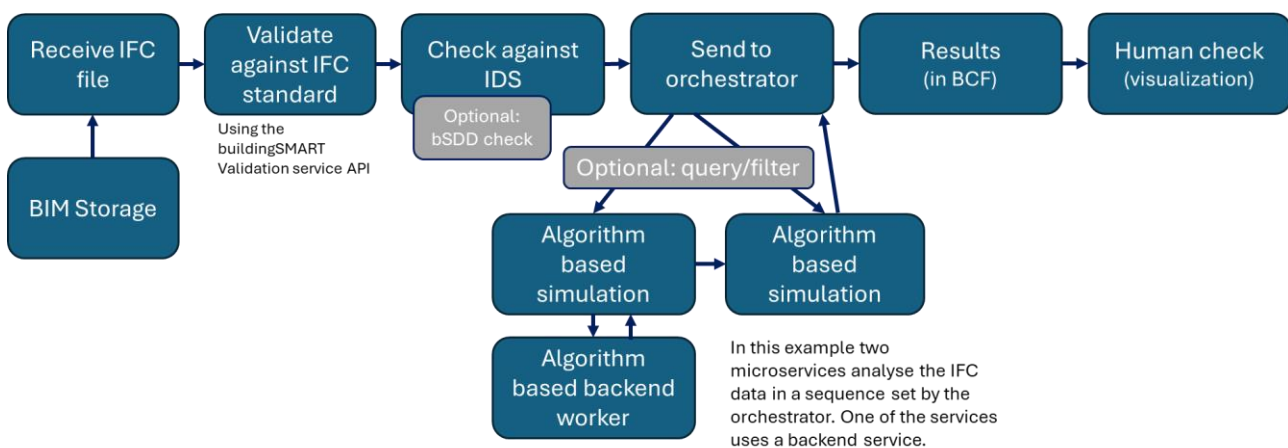 Receive IFC
file
Validate
against IFC
standard
Check against
IDS
Send to
orchestrator
Results
(in BCF)
Human check
(visualization)
Optional:
bSDD check
Using the
buildingSMART
Validation service API
Optional: query/filter
BIM Storage
Algorithm
based
simulation
Algorithm
based
simulation
Algorithm
based backend
worker
In this example two
microservices analyse the IFC
data in a sequence set by the
orchestrator. One of the services
uses a backend service.